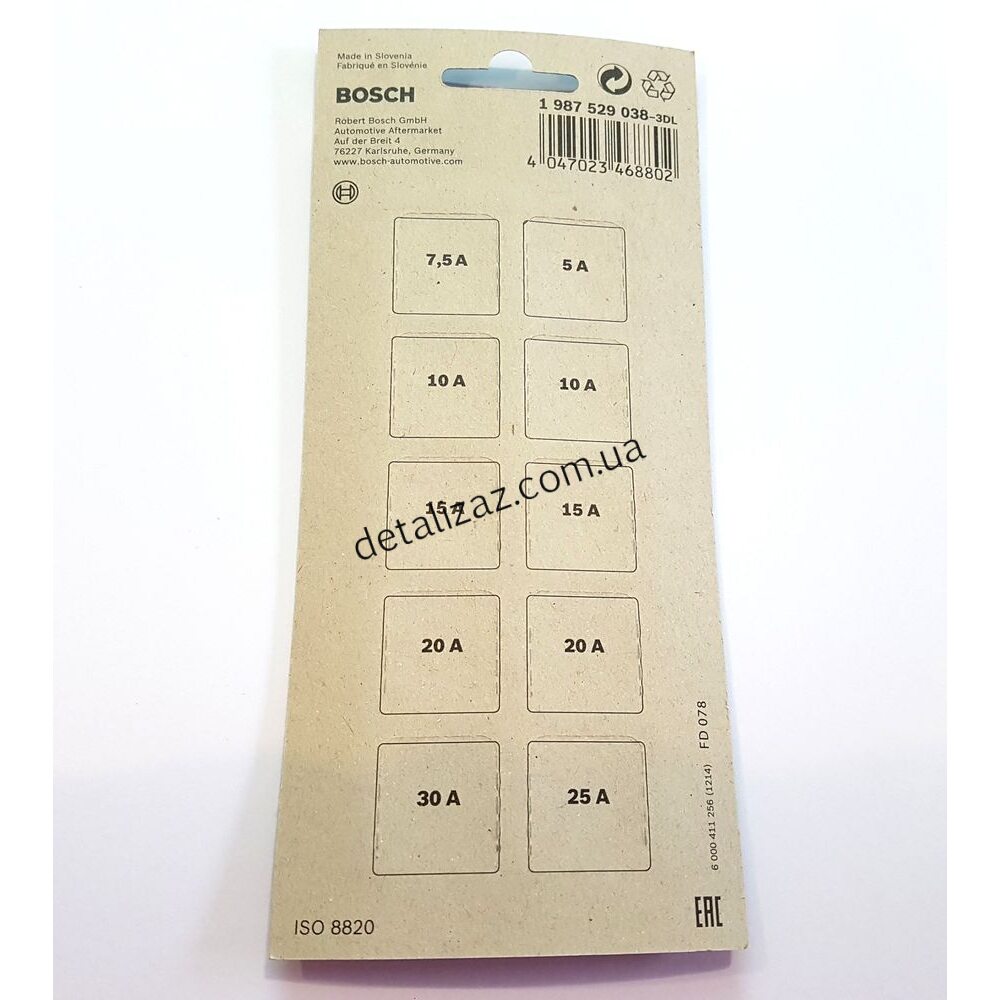 Made in Slovenia
Fabriqué en Slovénie
BOSCH
Robert Bosch GmbH
Automotive Aftermarket
Auf der Breit 4
76227 Karlsruhe, Germany
www.bosch-automotive.com
1 987 529 038-3DL
4 047023 468802
7,5 A
5 A
10 A
10 A
15 A
15 A
detalizaz.com.ua
20 A
20 A
30 A
25 A
6 000 411 256 (1214) FD 078
ISO 8820
EAC